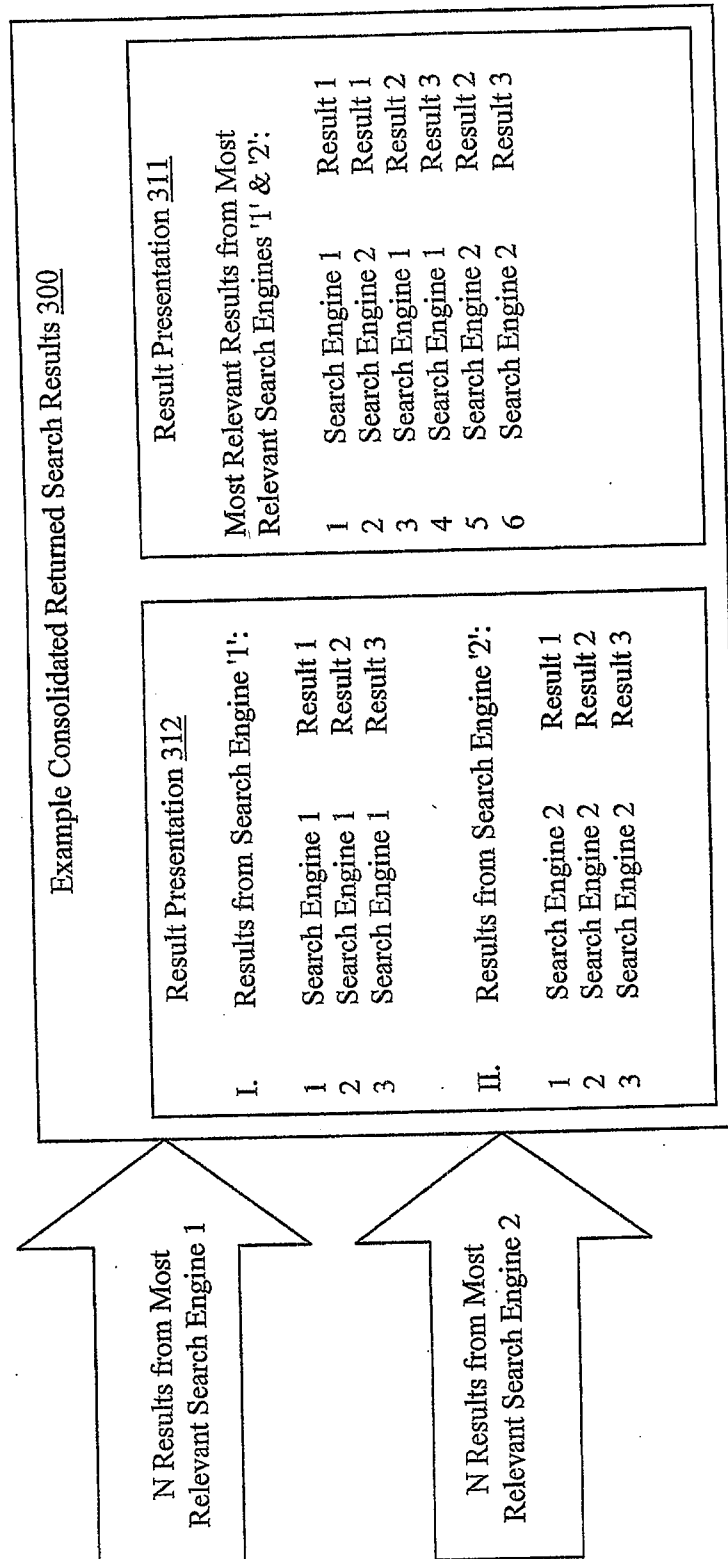 Example Consolidated Returned Search Results 300
N Results from Most
Relevant Search Engine 1
N Results from Most
Relevant Search Engine 2
Result Presentation 312
I. Results from Search Engine '1':
1 Search Engine 1 Result 1
2 Search Engine 1 Result 2
3 Search Engine 1 Result 3
II. Results from Search Engine '2':
1 Search Engine 2 Result 1
2 Search Engine 2 Result 2
3 Search Engine 2 Result 3
Result Presentation 311
Most Relevant Results from Most
Relevant Search Engines '1' & '2':
1 Search Engine 1 Result 1
2 Search Engine 2 Result 1
3 Search Engine 1 Result 2
4 Search Engine 1 Result 3
5 Search Engine 2 Result 2
6 Search Engine 2 Result 3